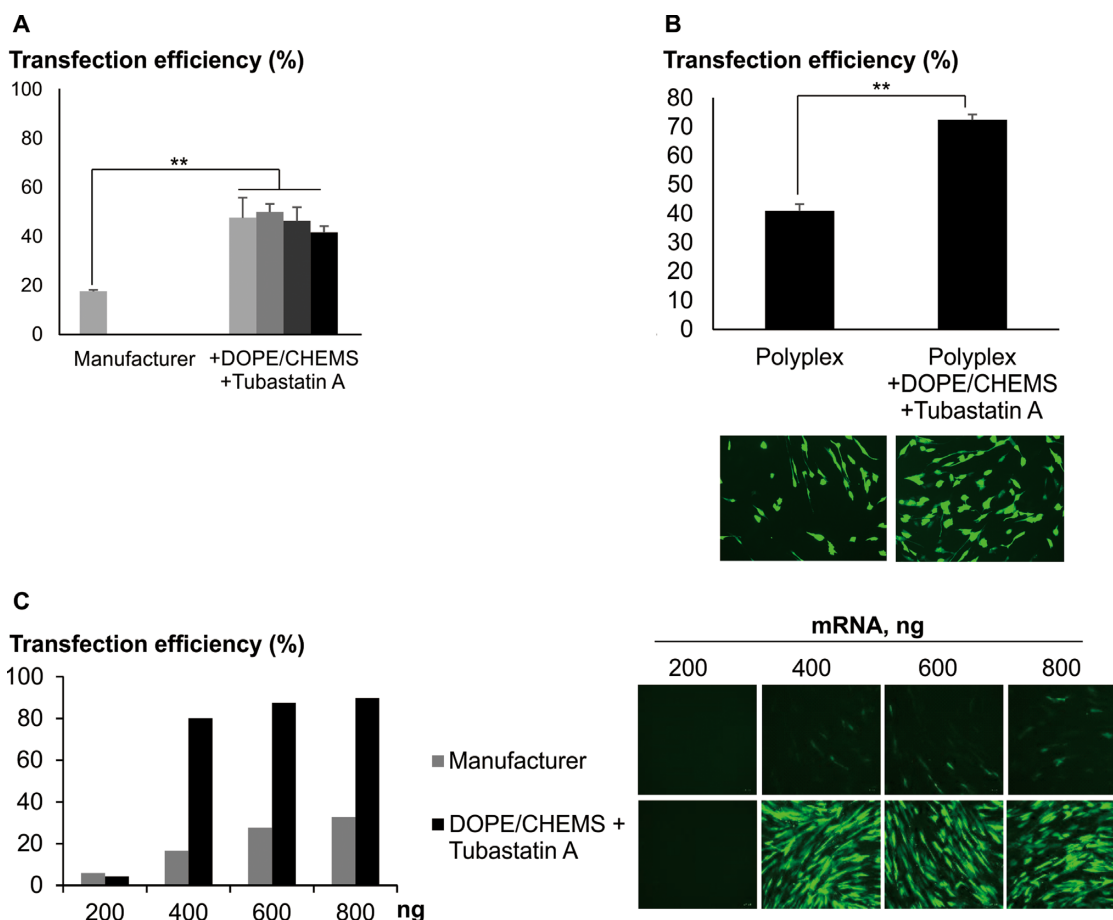 A
Transfection efficiency (%)
100
80
60
40
20
0
**
Manufacturer
+DOPE/CHEMS
+Tubastatin A
B
Transfection efficiency (%)
80
70
60
50
40
30
20
10
0
**
Polyplex
Polyplex
+DOPE/CHEMS
+Tubastatin A
C
Transfection efficiency (%)
100
80
60
40
20
0
200 400 600 800 ng
Manufacturer
DOPE/CHEMS +
Tubastatin A
mRNA, ng
200 400 600 800